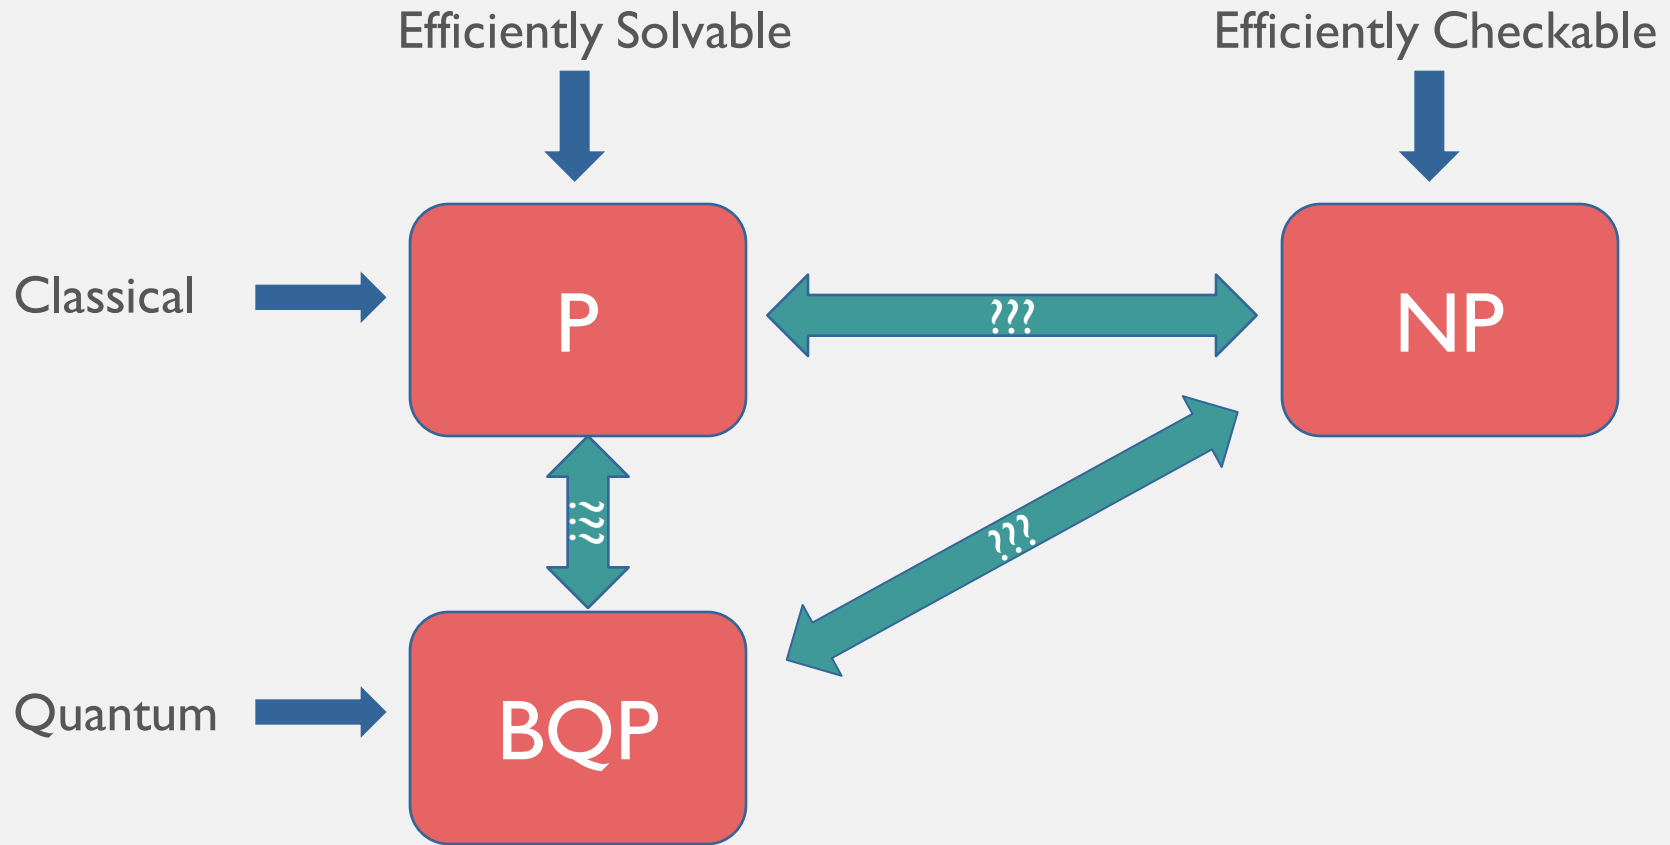 Efficiently Solvable
Efficiently Checkable
Classical
P
???
NP
???
???
Quantum
BQP